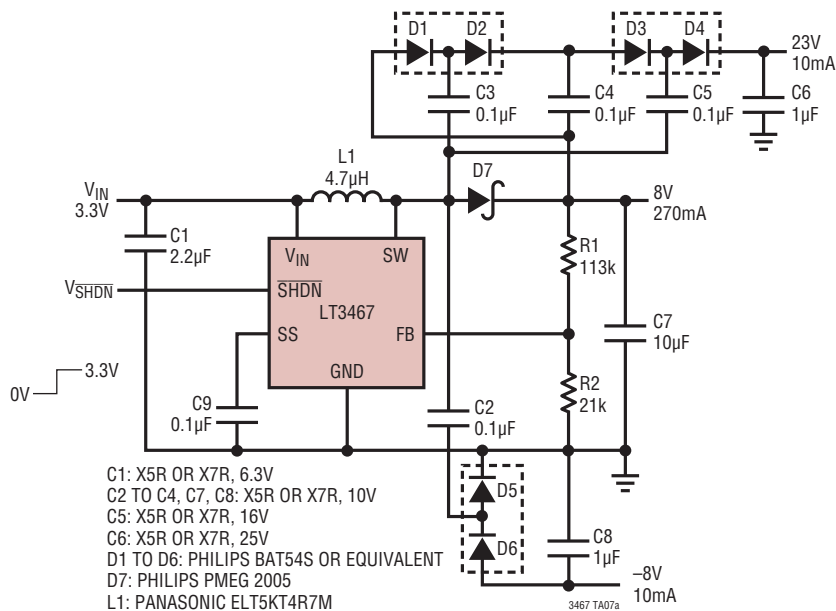 D1 D2 D3 D4
23V
10mA
C3
0.1µF
C4
0.1µF
C5
0.1µF
C6
1µF
L1
4.7µH
D7
VIN
3.3V
8V
270mA
C1
2.2µF
VIN SW
R1
113k
VSHDN
SHDN
LT3467
SS
FB
C7
10µF
3.3V
0V
GND
R2
21k
C9
0.1µF
C2
0.1µF
C1: X5R OR X7R, 6.3V
C2 TO C4, C7, C8: X5R OR X7R, 10V
C5: X5R OR X7R, 16V
C6: X5R OR X7R, 25V
D1 TO D6: PHILIPS BAT54S OR EQUIVALENT
D7: PHILIPS PMEG 2005
L1: PANASONIC ELT5KT4R7M
D5
D6
C8
1µF
–8V
10mA
3467 TA07a